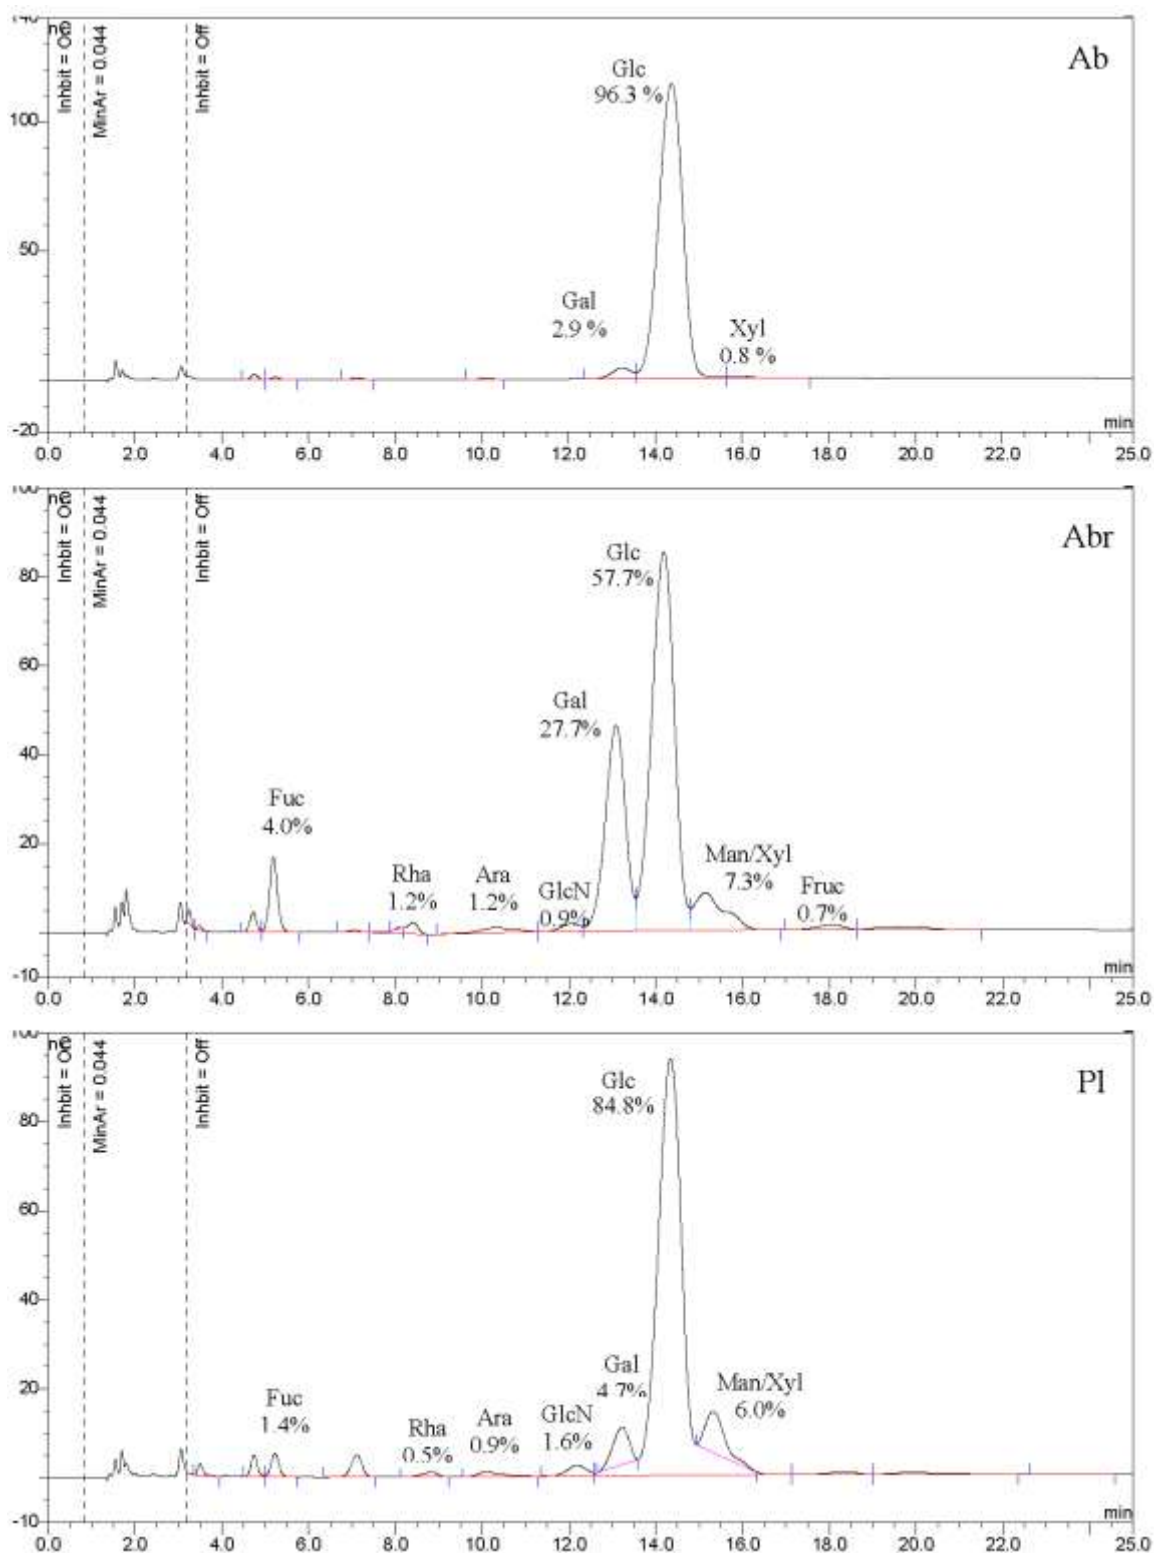 Ab
Inhbit = On
MinAr = 0.044
Inhbit = Off
Glc
96.3 %
100
50
Gal
2.9 %
Xyl
0.8 %
-20
min
0.0 2.0 4.0 6.0 8.0 10.0 12.0 14.0 16.0 18.0 20.0 22.0 25.0
Abr
Inhbit = On
MinAr = 0.044
Inhbit = Off
Glc
57.7%
80
60
Gal
27.7%
40
Fuc
4.0%
20
Rha
1.2%
Ara
1.2%
GlcN
0.9%
Man/Xyl
7.3%
Fruc
0.7%
-10
min
0.0 2.0 4.0 6.0 8.0 10.0 12.0 14.0 16.0 18.0 20.0 22.0 25.0
Pl
Inhbit = On
MinAr = 0.044
Inhbit = Off
Glc
84.8%
80
60
40
20
Fuc
1.4%
Rha
0.5%
Ara
0.9%
GlcN
1.6%
Gal
4.7%
Man/Xyl
6.0%
-10
min
0.0 2.0 4.0 6.0 8.0 10.0 12.0 14.0 16.0 18.0 20.0 22.0 25.0